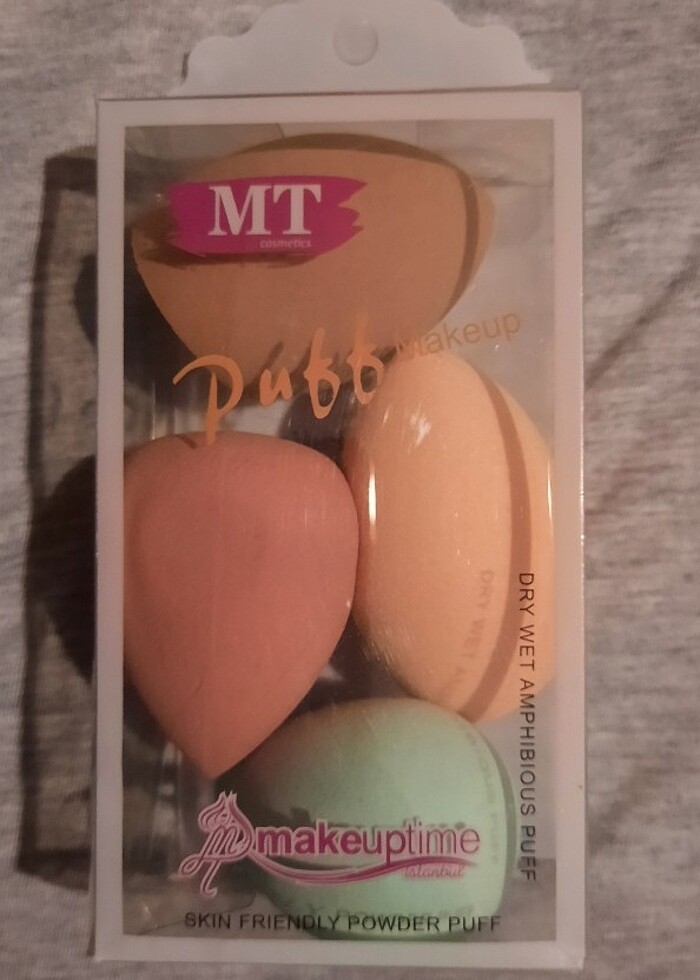 MT
cosmetics
Puff Makeup
DRY WET AMPHIBIOUS PUFF
makeuptime
istanbul
SKIN FRIENDLY POWDER PUFF